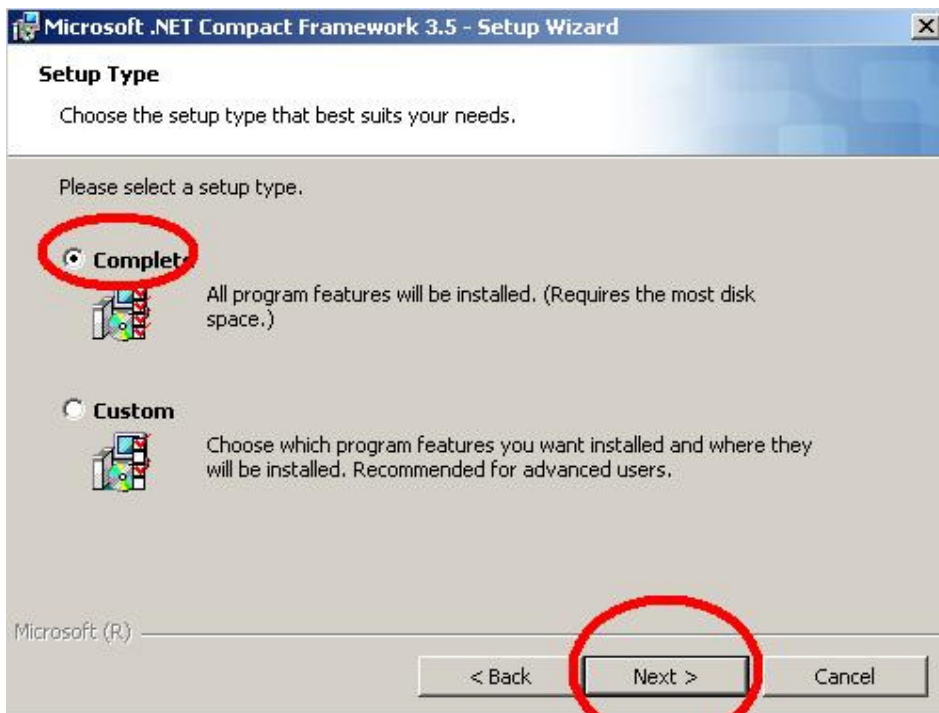 Microsoft .NET Compact Framework 3.5 - Setup Wizard
Setup Type
Choose the setup type that best suits your needs.
Please select a setup type.
Complete
All program features will be installed. (Requires the most disk
space.)
Custom
Choose which program features you want installed and where they
will be installed. Recommended for advanced users.
Microsoft (R)
< Back
Next >
Cancel